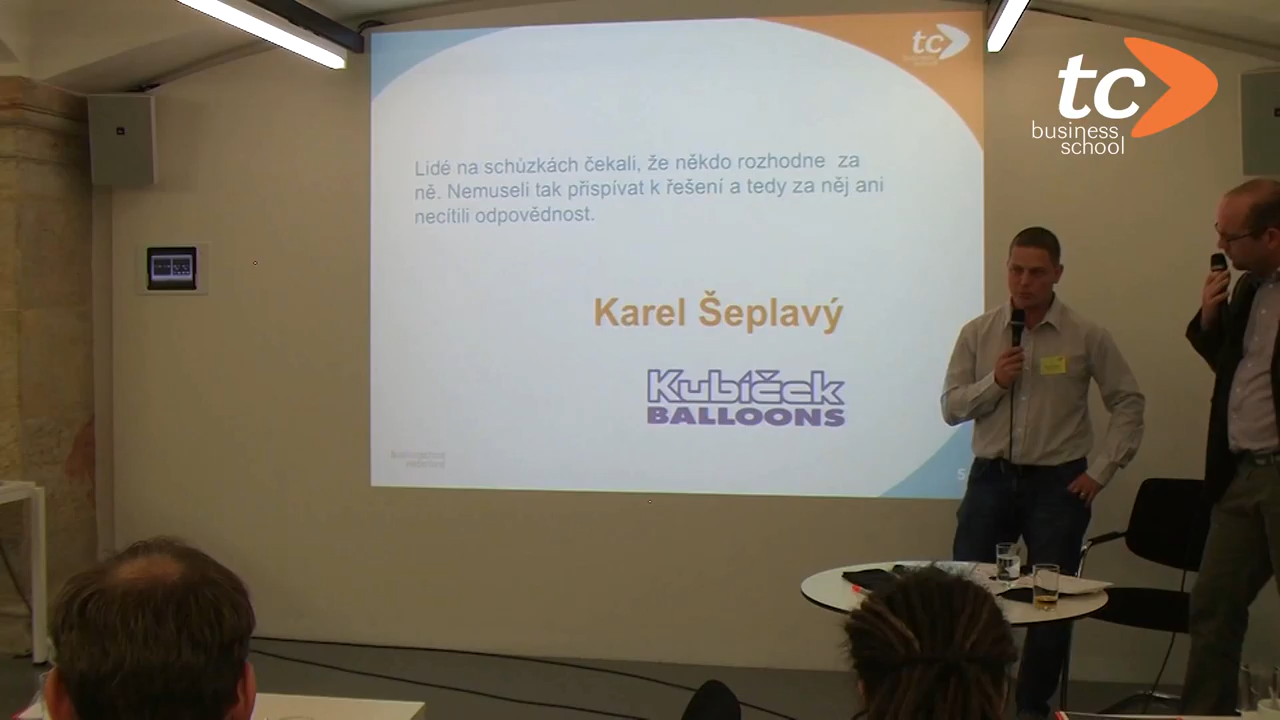 tc
tc
business
school
Lidé na schůzkách čekali, že někdo rozhodne za
ně. Nemuseli tak přispívat k řešení a tedy za něj ani
necítili odpovědnost.
Karel Šeplavý
Kubíček
BALLOONS
5